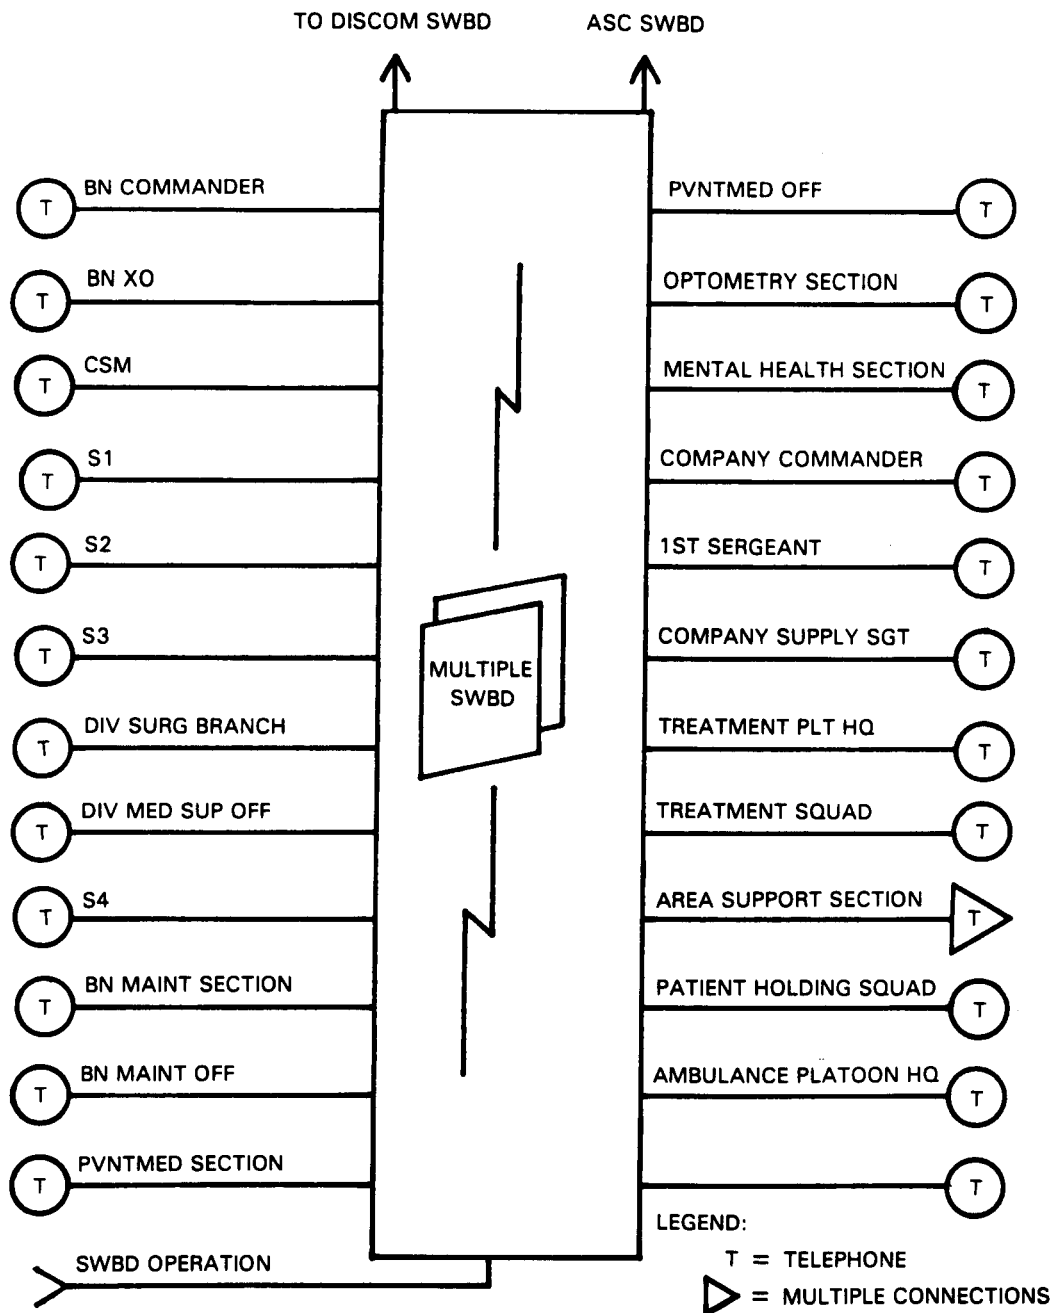 TO DISCOM SWBD
ASC SWBD
T BN COMMANDER
PVNTMED OFF T
T BN XO
OPTOMETRY SECTION T
T CSM
MENTAL HEALTH SECTION T
T S1
COMPANY COMMANDER T
T S2
1ST SERGEANT T
T S3
COMPANY SUPPLY SGT T
MULTIPLE
SWBD
T DIV SURG BRANCH
TREATMENT PLT HQ T
T DIV MED SUP OFF
TREATMENT SQUAD T
T S4
AREA SUPPORT SECTION T
T BN MAINT SECTION
PATIENT HOLDING SQUAD T
T BN MAINT OFF
AMBULANCE PLATOON HQ T
T PVNTMED SECTION
T
SWBD OPERATION
LEGEND:
T = TELEPHONE
= MULTIPLE CONNECTIONS